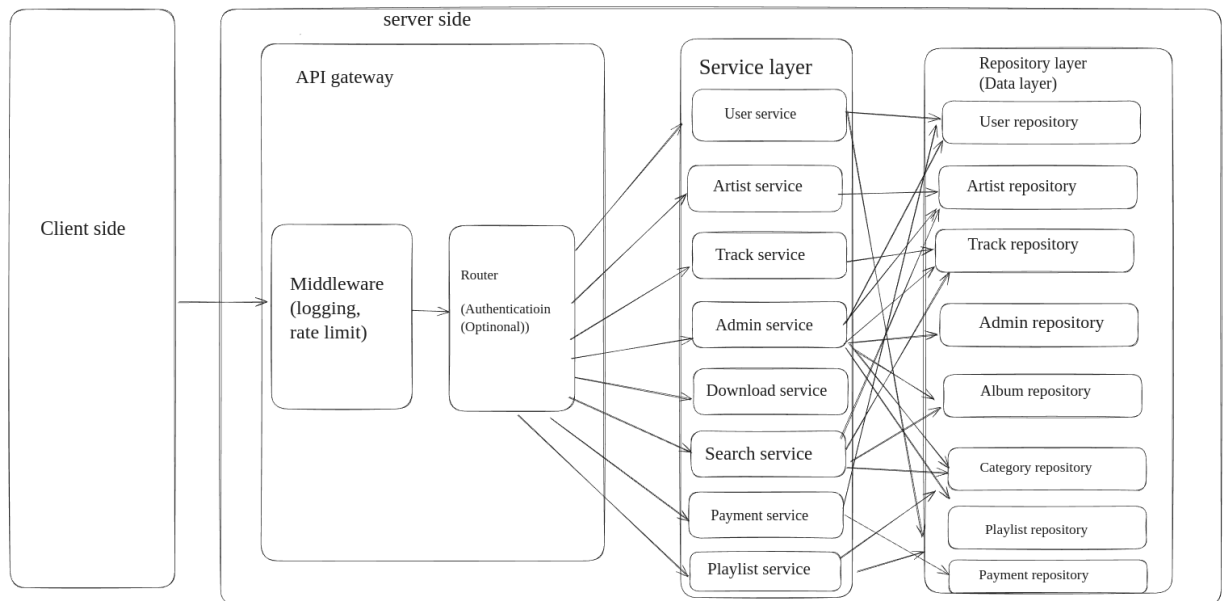 server side
Client side
API gateway
Middleware
(logging,
rate limit)
Router
(Authenticatioin
(Optinonal))
Service layer
User service
Artist service
Track service
Admin service
Download service
Search service
Payment service
Playlist service
Repository layer
(Data layer)
User repository
Artist repository
Track repository
Admin repository
Album repository
Category repository
Playlist repository
Payment repository